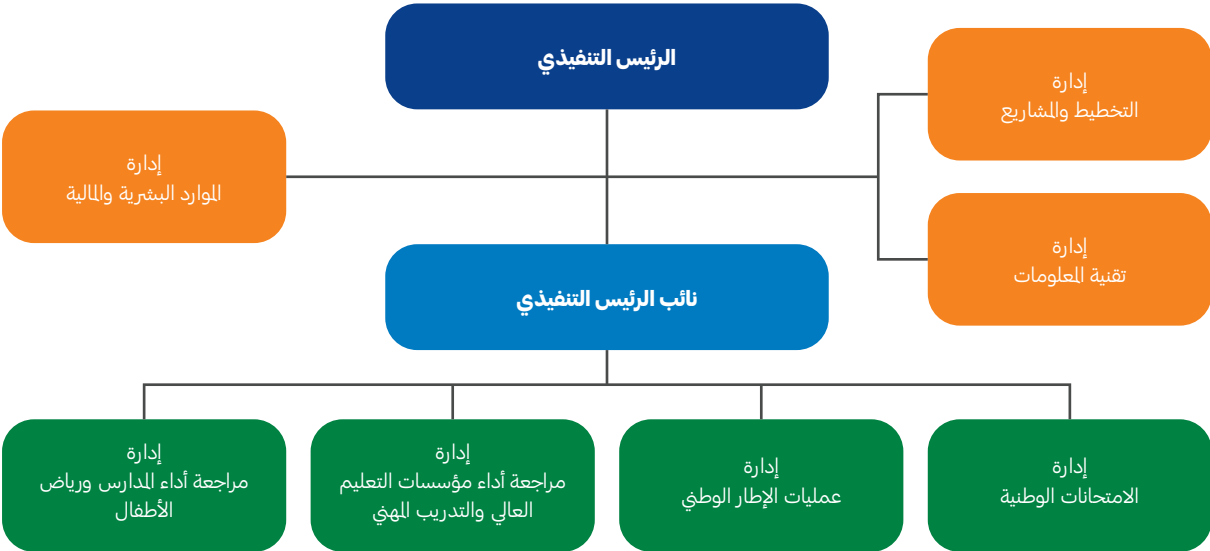 الرئيس التنفيذي
إدارة
التخطيط والمشاريع
إدارة
الموارد البشرية والمالية
إدارة
تقنية المعلومات
نائب الرئيس التنفيذي
إدارة
الامتحانات الوطنية
إدارة
عمليات الإطار الوطني
إدارة
مراجعة أداء مؤسسات التعليم
العالي والتدريب المهني
إدارة
مراجعة أداء المدارس ورياض
الأطفال